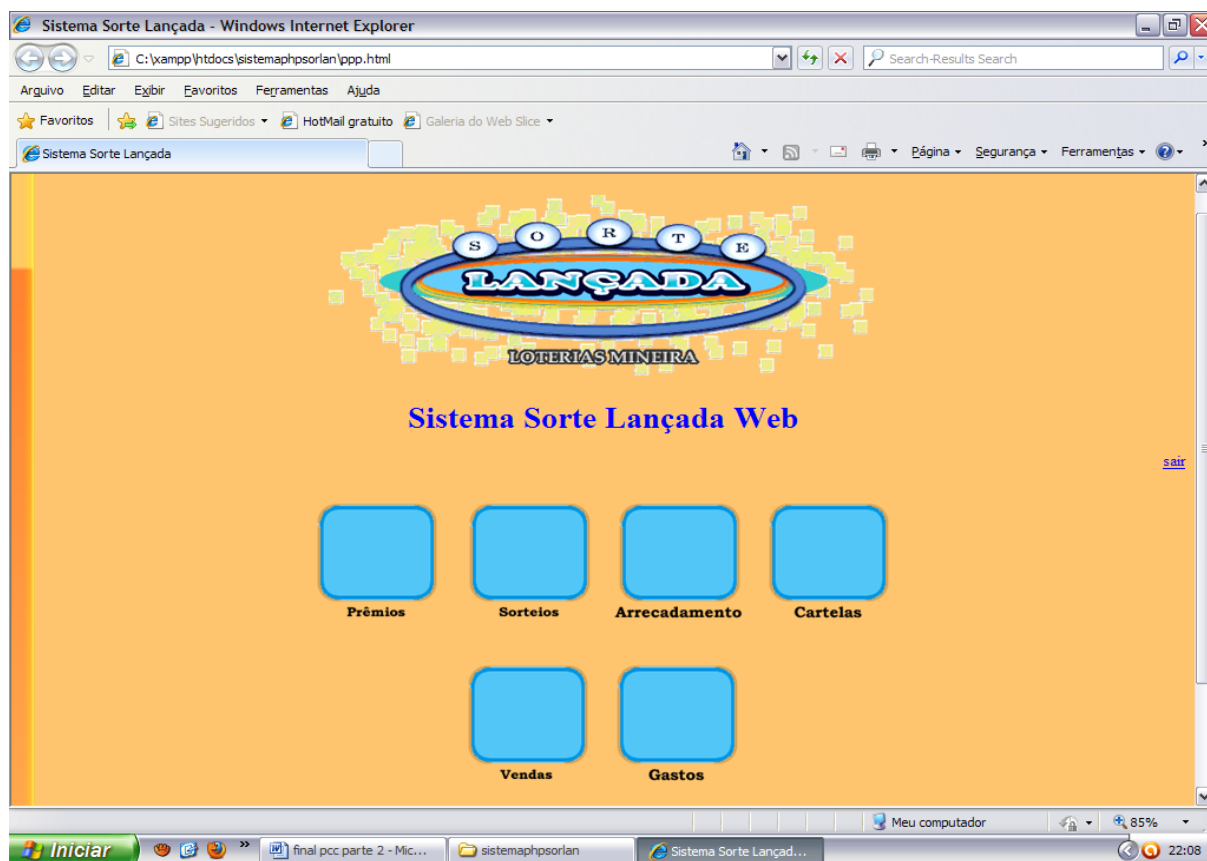 Sistema Sorte Lançada - Windows Internet Explorer
C:\xampp\htdocs\sistemaphpsorlan\ppp.html
Search-Results Search
Arquivo Editar Exibir Favoritos Ferramentas Ajuda
Favoritos Sites Sugeridos HotMail gratuito Galeria do Web Slice
Sistema Sorte Lançada Página Segurança Ferramentas
SORTE
LANÇADA
LOTERIAS MINEIRA
Sistema Sorte Lançada Web
sair
Prêmios Sorteios Arrecadamento Cartelas
Vendas Gastos
Meu computador 85%
Iniciar final pcc parte 2 - Mic... sistemaphpsorlan Sistema Sorte Lançad... 22:08